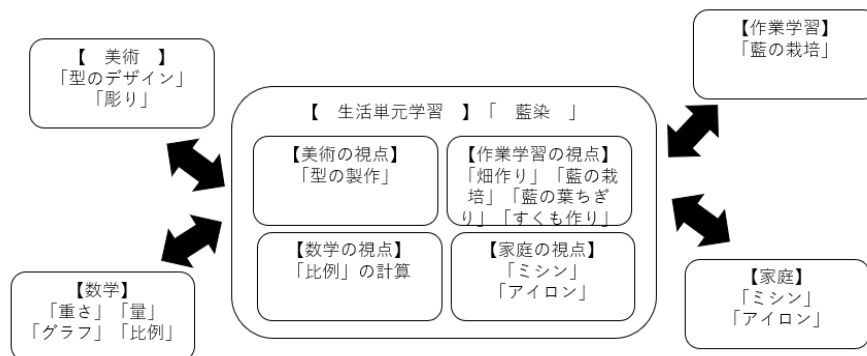 【　美術　】
「型のデザイン」
「彫り」
【作業学習】
「藍の栽培」
【　生活単元学習　】「　藍染　」
【美術の視点】
「型の製作」
【作業学習の視点】
「畑作り」「藍の栽
培」「藍の葉ちぎ
り」「すくも作り」
【数学の視点】
「比例」の計算
【家庭の視点】
「ミシン」
「アイロン」
【数学】
「重さ」「量」
「グラフ」「比例」
【家庭】
「ミシン」
「アイロン」